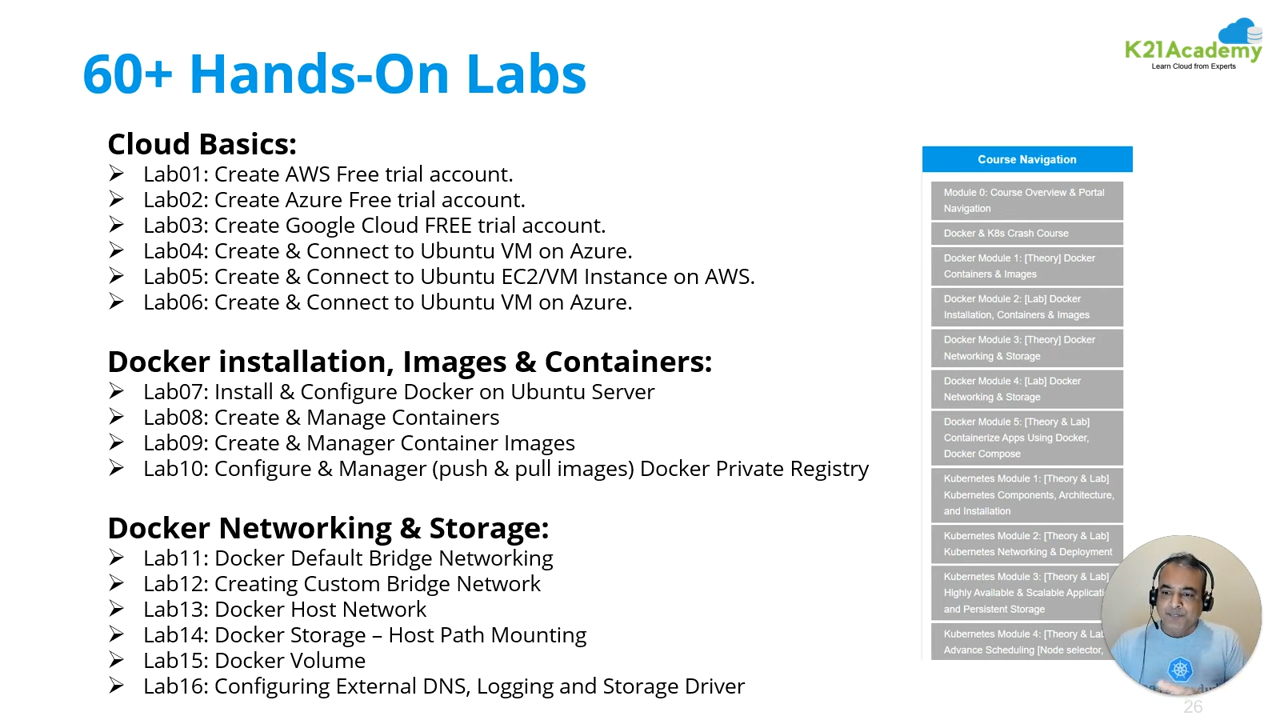 60+ Hands-On Labs
K21Academy
Learn Cloud from Experts
Cloud Basics:
Lab01: Create AWS Free trial account.
Lab02: Create Azure Free trial account.
Lab03: Create Google Cloud FREE trial account.
Lab04: Create & Connect to Ubuntu VM on Azure.
Lab05: Create & Connect to Ubuntu EC2/VM Instance on AWS.
Lab06: Create & Connect to Ubuntu VM on Azure.
Docker installation, Images & Containers:
Lab07: Install & Configure Docker on Ubuntu Server
Lab08: Create & Manage Containers
Lab09: Create & Manager Container Images
Lab10: Configure & Manager (push & pull images) Docker Private Registry
Docker Networking & Storage:
Lab11: Docker Default Bridge Networking
Lab12: Creating Custom Bridge Network
Lab13: Docker Host Network
Lab14: Docker Storage – Host Path Mounting
Lab15: Docker Volume
Lab16: Configuring External DNS, Logging and Storage Driver
Course Navigation
Module 0: Course Overview & Portal
Navigation
Docker & K8s Crash Course
Docker Module 1: [Theory] Docker
Containers & Images
Docker Module 2: [Lab] Docker
Installation, Containers & Images
Docker Module 3: [Theory] Docker
Networking & Storage
Docker Module 4: [Lab] Docker
Networking & Storage
Docker Module 5: [Theory & Lab]
Containerize Apps Using Docker,
Docker Compose
Kubernetes Module 1: [Theory & Lab]
Kubernetes Components, Architecture,
and Installation
Kubernetes Module 2: [Theory & Lab]
Kubernetes Networking & Deployment
Kubernetes Module 3: [Theory & Lab]
Highly Available & Scalable
and Persistent Storage
Kubernetes Module 4: [Theory &
Advance Scheduling [Node selector,
26